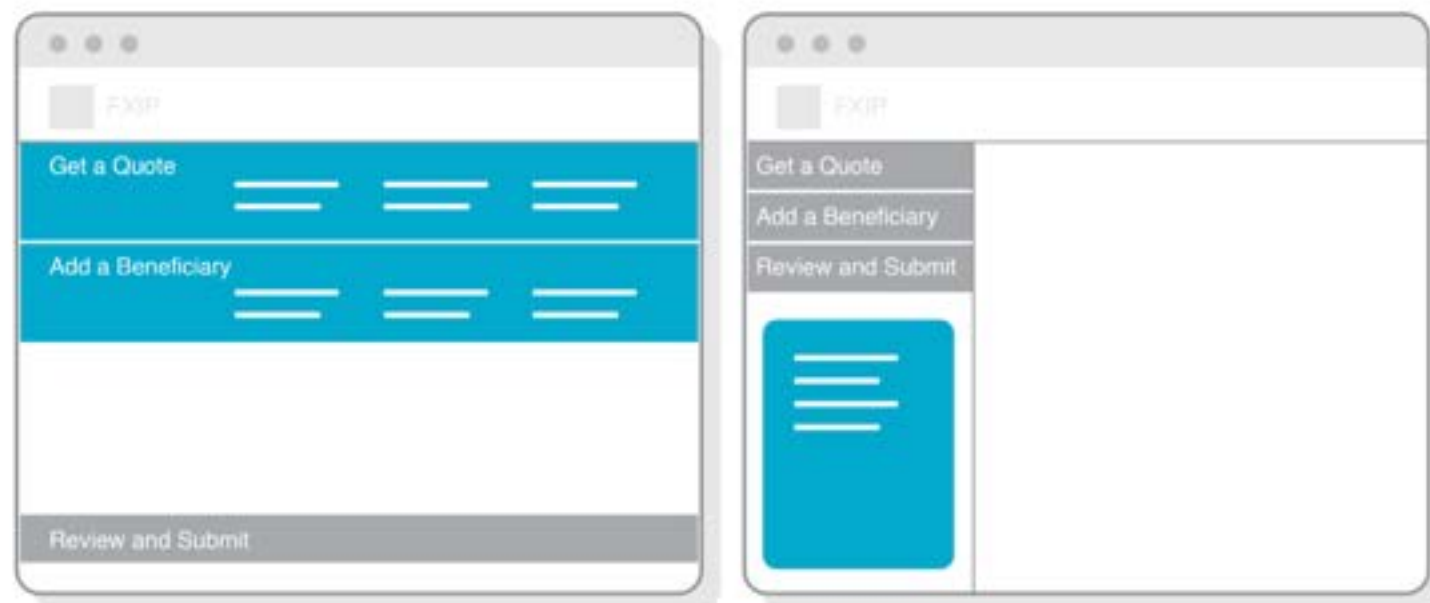 FXIP
Get a Quote
Add a Beneficiary
Review and Submit
FXIP
Get a Quote
Add a Beneficiary
Review and Submit